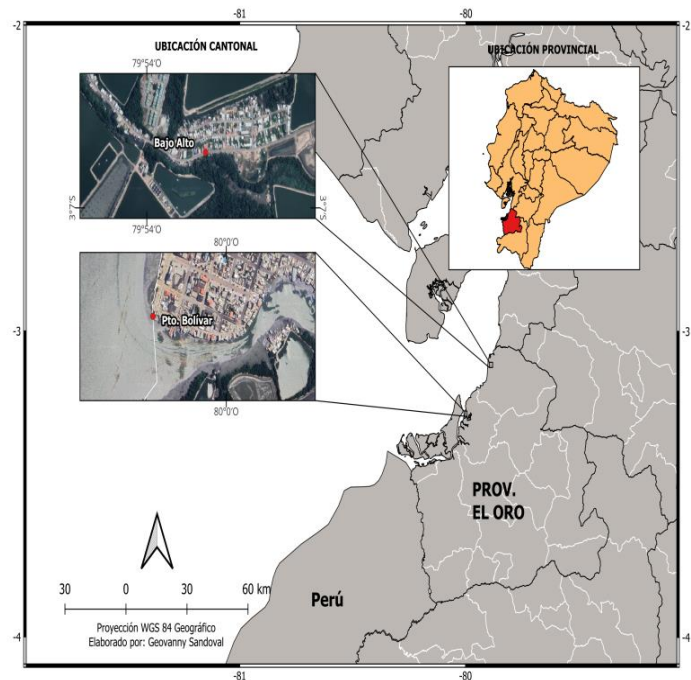 -81
-80
-2
-2
UBICACIÓN CANTONAL
UBICACIÓN PROVINCIAL
79°54'O
Bajo Alto
3°7'S
3°7'S
79°54'O
80°0'O
Pto. Bolívar
80°0'O
-3
-3
PROV.
EL ORO
Perú
30
0
30
60 km
Proyección WGS 84 Geográfico
Elaborado por: Geovanny Sandoval
-4
-4
-81
-80